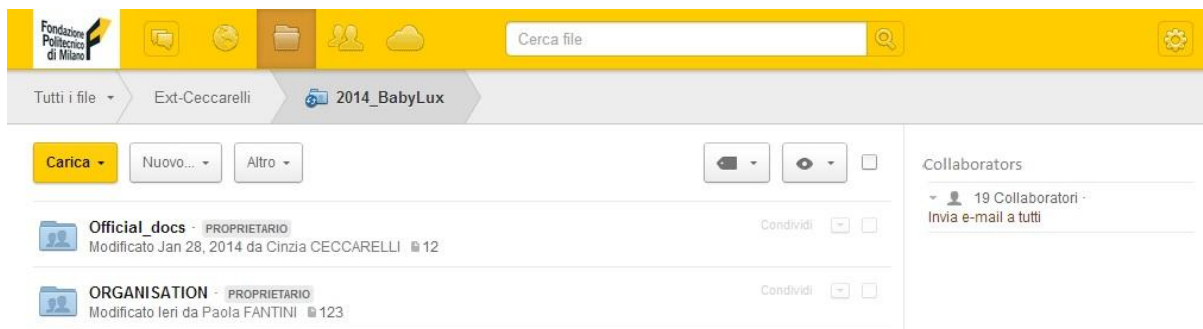 Fondazione
Politecnico
di Milano
Cerca file
Tutti i file
Ext-Ceccarelli
2014_BabyLux
Carica
Nuovo...
Altro
Collaborators
19 Collaboratori ·
Invia e-mail a tutti
Official_docs · PROPRIETARIO
Condividi
Modificato Jan 28, 2014 da Cinzia CECCARELLI 12
ORGANISATION · PROPRIETARIO
Condividi
Modificato Ieri da Paola FANTINI 123